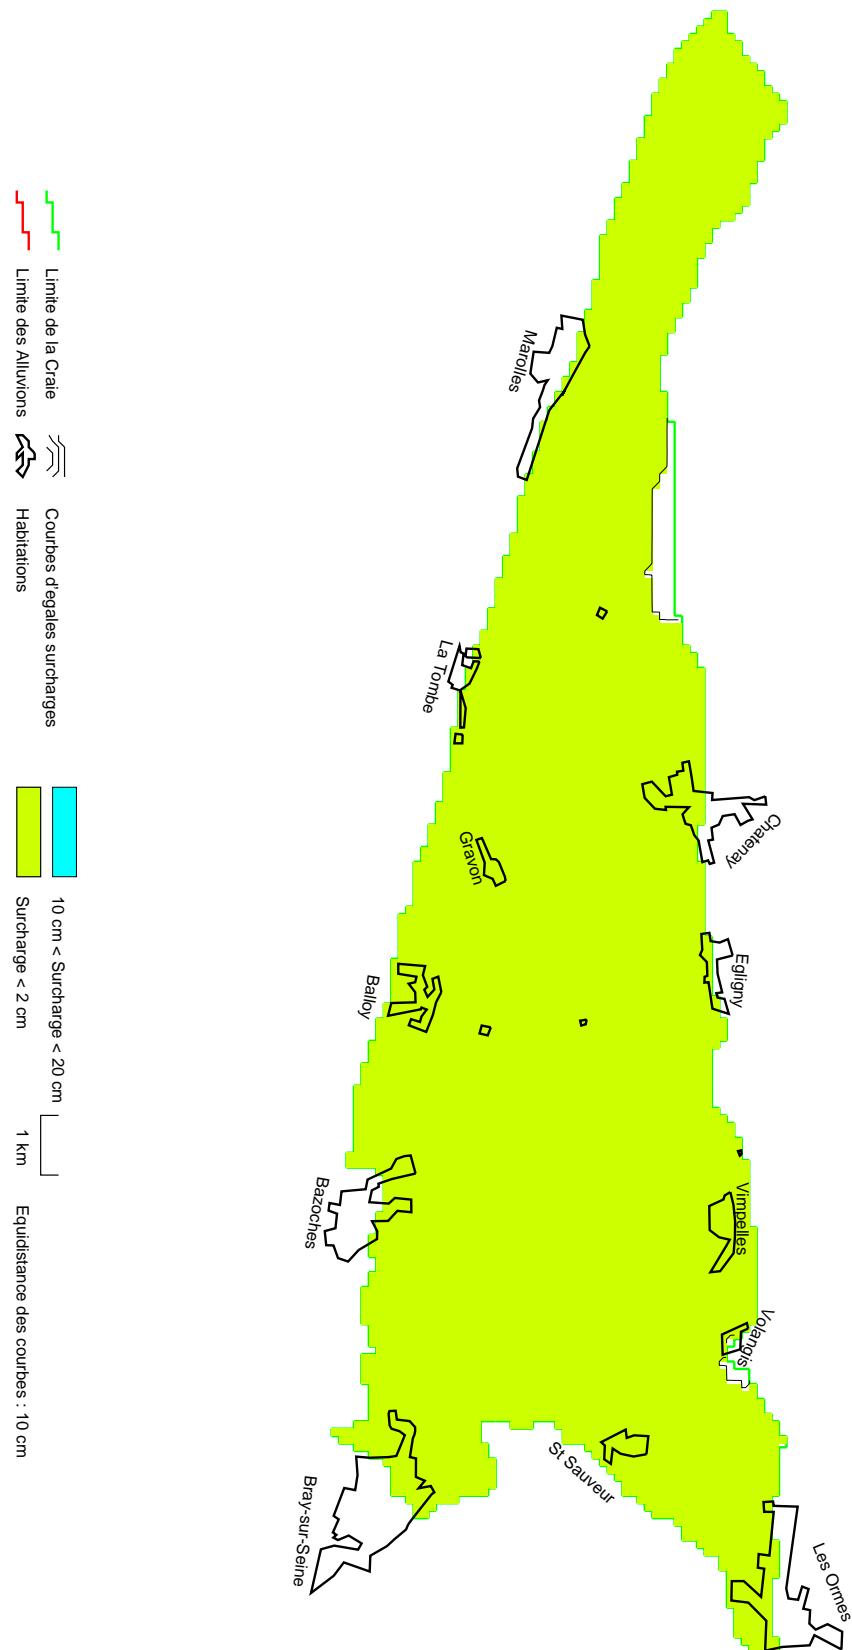 Marolles
La Tombe
Chatenay
Gravon
Egligny
Balloy
Vimpelles
Bazoches
Volangis
St Sauveur
Bray-sur-Seine
Les Ormes
Limite de la Craie
Limite des Alluvions
Courbes d'egales surcharges
Habitations
10 cm < Surcharge < 20 cm
Surcharge < 2 cm
1 km
Equidistance des courbes : 10 cm